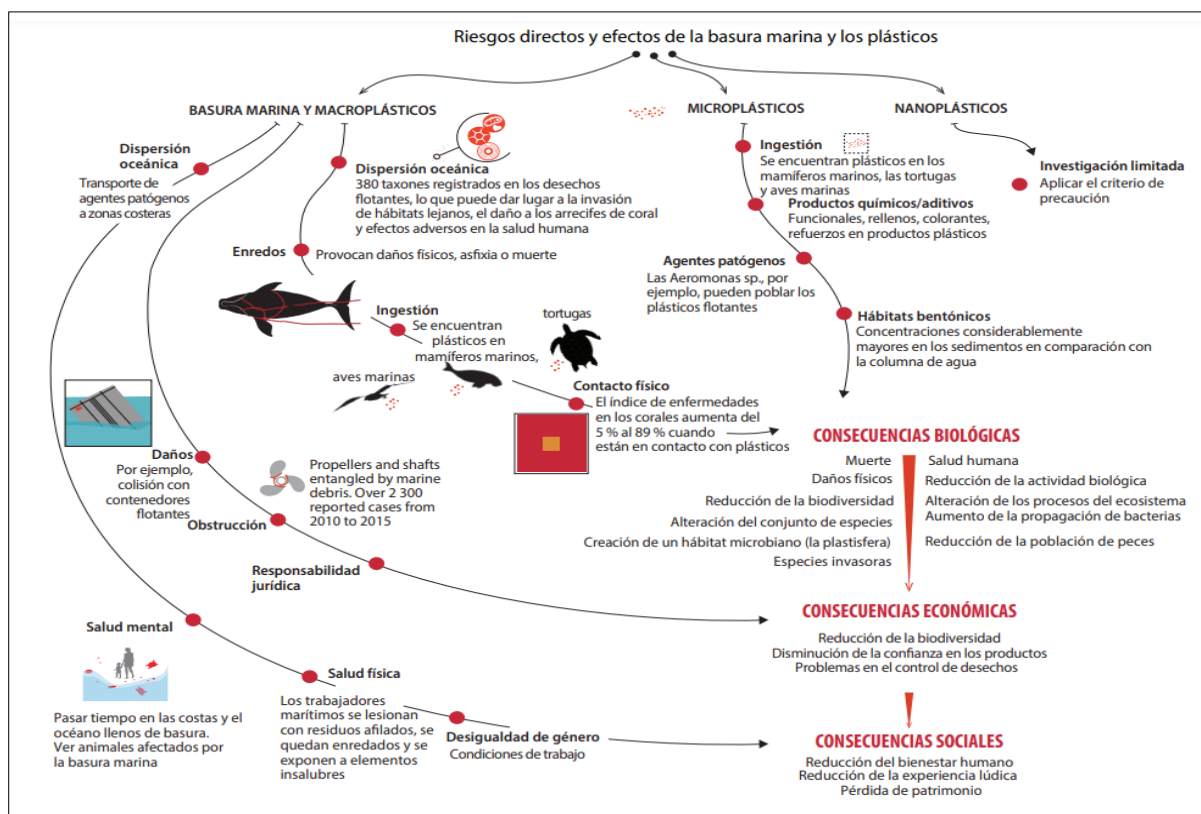 Riesgos directos y efectos de la basura marina y los plásticos
BASURA MARINA Y MACROPLÁSTICOS
MICROPLÁSTICOS
NANOPLÁSTICOS
Dispersión
oceánica
Transporte de
agentes patógenos
a zonas costeras
Dispersión oceánica
380 taxones registrados en los desechos
flotantes, lo que puede dar lugar a la invasión
de hábitats lejanos, el daño a los arrecifes de coral
y efectos adversos en la salud humana
Enredos
Provocan daños físicos, asfixia o muerte
Ingestión
Se encuentran
plásticos en
mamíferos marinos,
tortugas
aves marinas
Contacto físico
El índice de enfermedades
en los corales aumenta del
5 % al 89 % cuando
están en contacto con plásticos
Ingestión
Se encuentran plásticos en los
mamíferos marinos, las tortugas
y aves marinas
Productos químicos/aditivos
Funcionales, rellenos, colorantes,
refuerzos en productos plásticos
Agentes patógenos
Las Aeromonas sp., por
ejemplo, pueden poblar los
plásticos flotantes
Hábitats bentónicos
Concentraciones considerablemente
mayores en los sedimentos en comparación con
la columna de agua
Investigación limitada
Aplicar el criterio de
precaución
Daños
Por ejemplo,
colisión con
contenedores
flotantes
Propellers and shafts
entangled by marine
debris. Over 2 300
reported cases from
2010 to 2015
Obstrucción
Responsabilidad
jurídica
CONSECUENCIAS BIOLÓGICAS
Muerte
Daños físicos
Reducción de la biodiversidad
Alteración del conjunto de especies
Creación de un hábitat microbiano (la plastisfera)
Especies invasoras
Salud humana
Reducción de la actividad biológica
Alteración de los procesos del ecosistema
Aumento de la propagación de bacterias
Reducción de la población de peces
CONSECUENCIAS ECONÓMICAS
Reducción de la biodiversidad
Disminución de la confianza en los productos
Problemas en el control de desechos
Salud mental
Pasar tiempo en las costas y el
océano llenos de basura.
Ver animales afectados por
la basura marina
Salud física
Los trabajadores
marítimos se lesionan
con residuos afilados, se
quedan enredados y se
exponen a elementos
insalubres
Desigualdad de género
Condiciones de trabajo
CONSECUENCIAS SOCIALES
Reducción del bienestar humano
Reducción de la experiencia lúdica
Pérdida de patrimonio